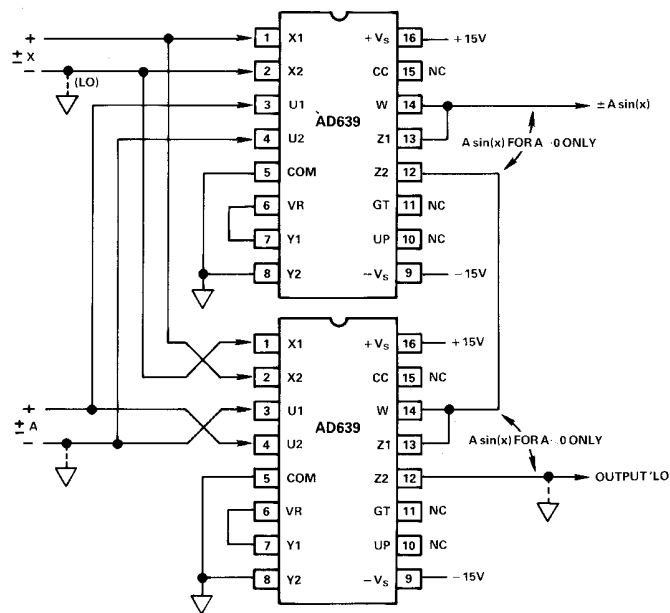 +
± X
−
(LO)
1 X1 +VS 16 +15V
2 X2 CC 15 NC
3 U1 W 14 ± A sin(x)
AD639
4 U2 Z1 13
A sin(x) FOR A ONLY
5 COM Z2 12
6 VR GT 11 NC
7 Y1 UP 10 NC
8 Y2 −VS 9 −15V
1 X1 +VS 16 +15V
2 X2 CC 15 NC
+
± A
−
3 U1 W 14
AD639
4 U2 Z1 13
A sin(x) FOR A ONLY
5 COM Z2 12 OUTPUT 'LO
6 VR GT 11 NC
7 Y1 UP 10 NC
8 Y2 −VS 9 −15V